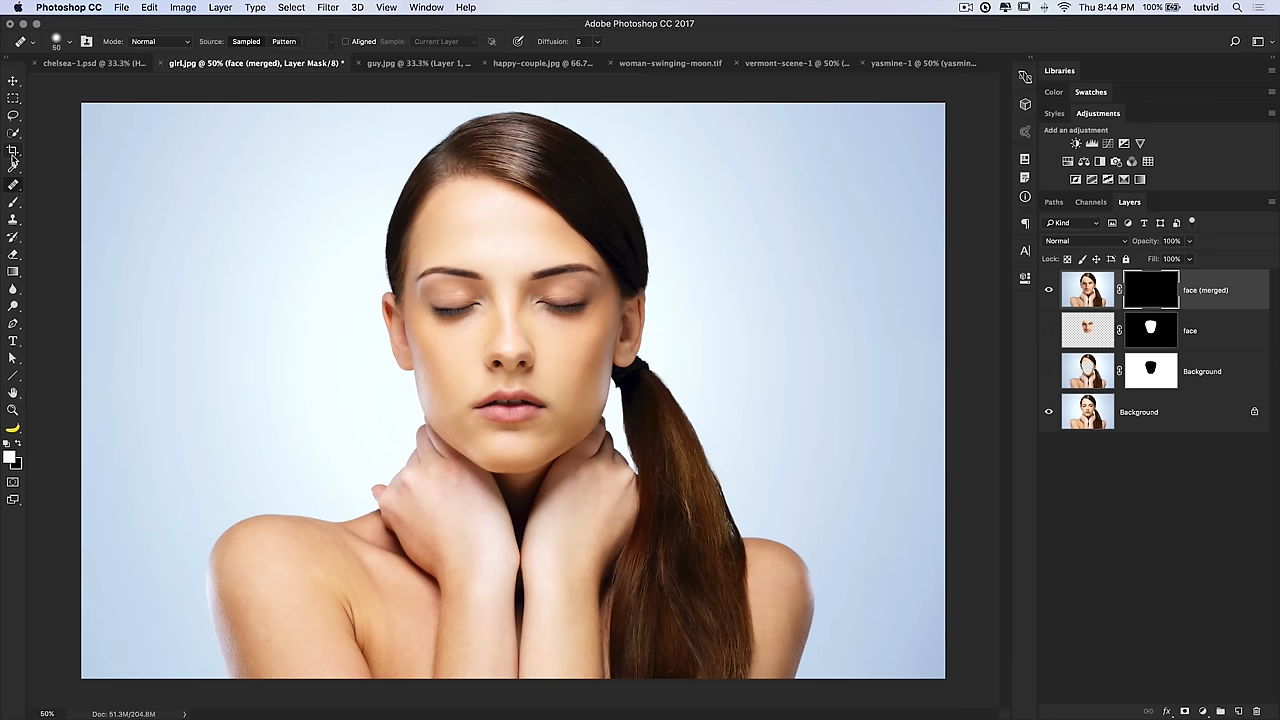 Photoshop CC File Edit Image Layer Type Select Filter 3D View Window Help Thu 8:44 PM 100% tutvid
Adobe Photoshop CC 2017
50 Mode: Normal Source: Sampled Pattern Aligned Sample: Current Layer Diffusion: 5
chelsea-1.psd @ 33.3% (H... girl.jpg @ 50% (face (merged), Layer Mask/8) * guy.jpg @ 33.3% (Layer 1, ... happy-couple.jpg @ 66.7... woman-swinging-moon.tif vermont-scene-1 @ 50% (... yasmine-1 @ 50% (yasmin...
Libraries
Color Swatches
Styles Adjustments
Add an adjustment
Paths Channels Layers
Kind
Normal Opacity: 100%
Lock: Fill: 100%
face (merged)
face
Background
Background
50% Doc: 51.3M/204.8M